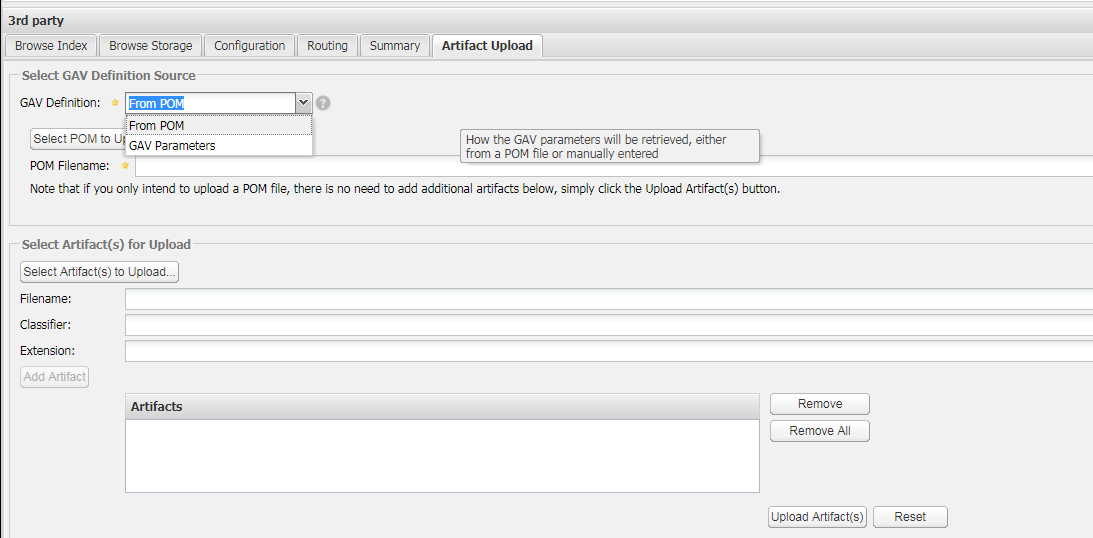 3rd party
Browse Index Browse Storage Configuration Routing Summary Artifact Upload
Select GAV Definition Source
GAV Definition: From POM
From POM
GAV Parameters
Select POM to
How the GAV parameters will be retrieved, either
from a POM file or manually entered
POM Filename:
Note that if you only intend to upload a POM file, there is no need to add additional artifacts below, simply click the Upload Artifact(s) button.
Select Artifact(s) for Upload
Select Artifact(s) to Upload...
Filename:
Classifier:
Extension:
Add Artifact
Artifacts
Remove
Remove All
Upload Artifact(s) Reset